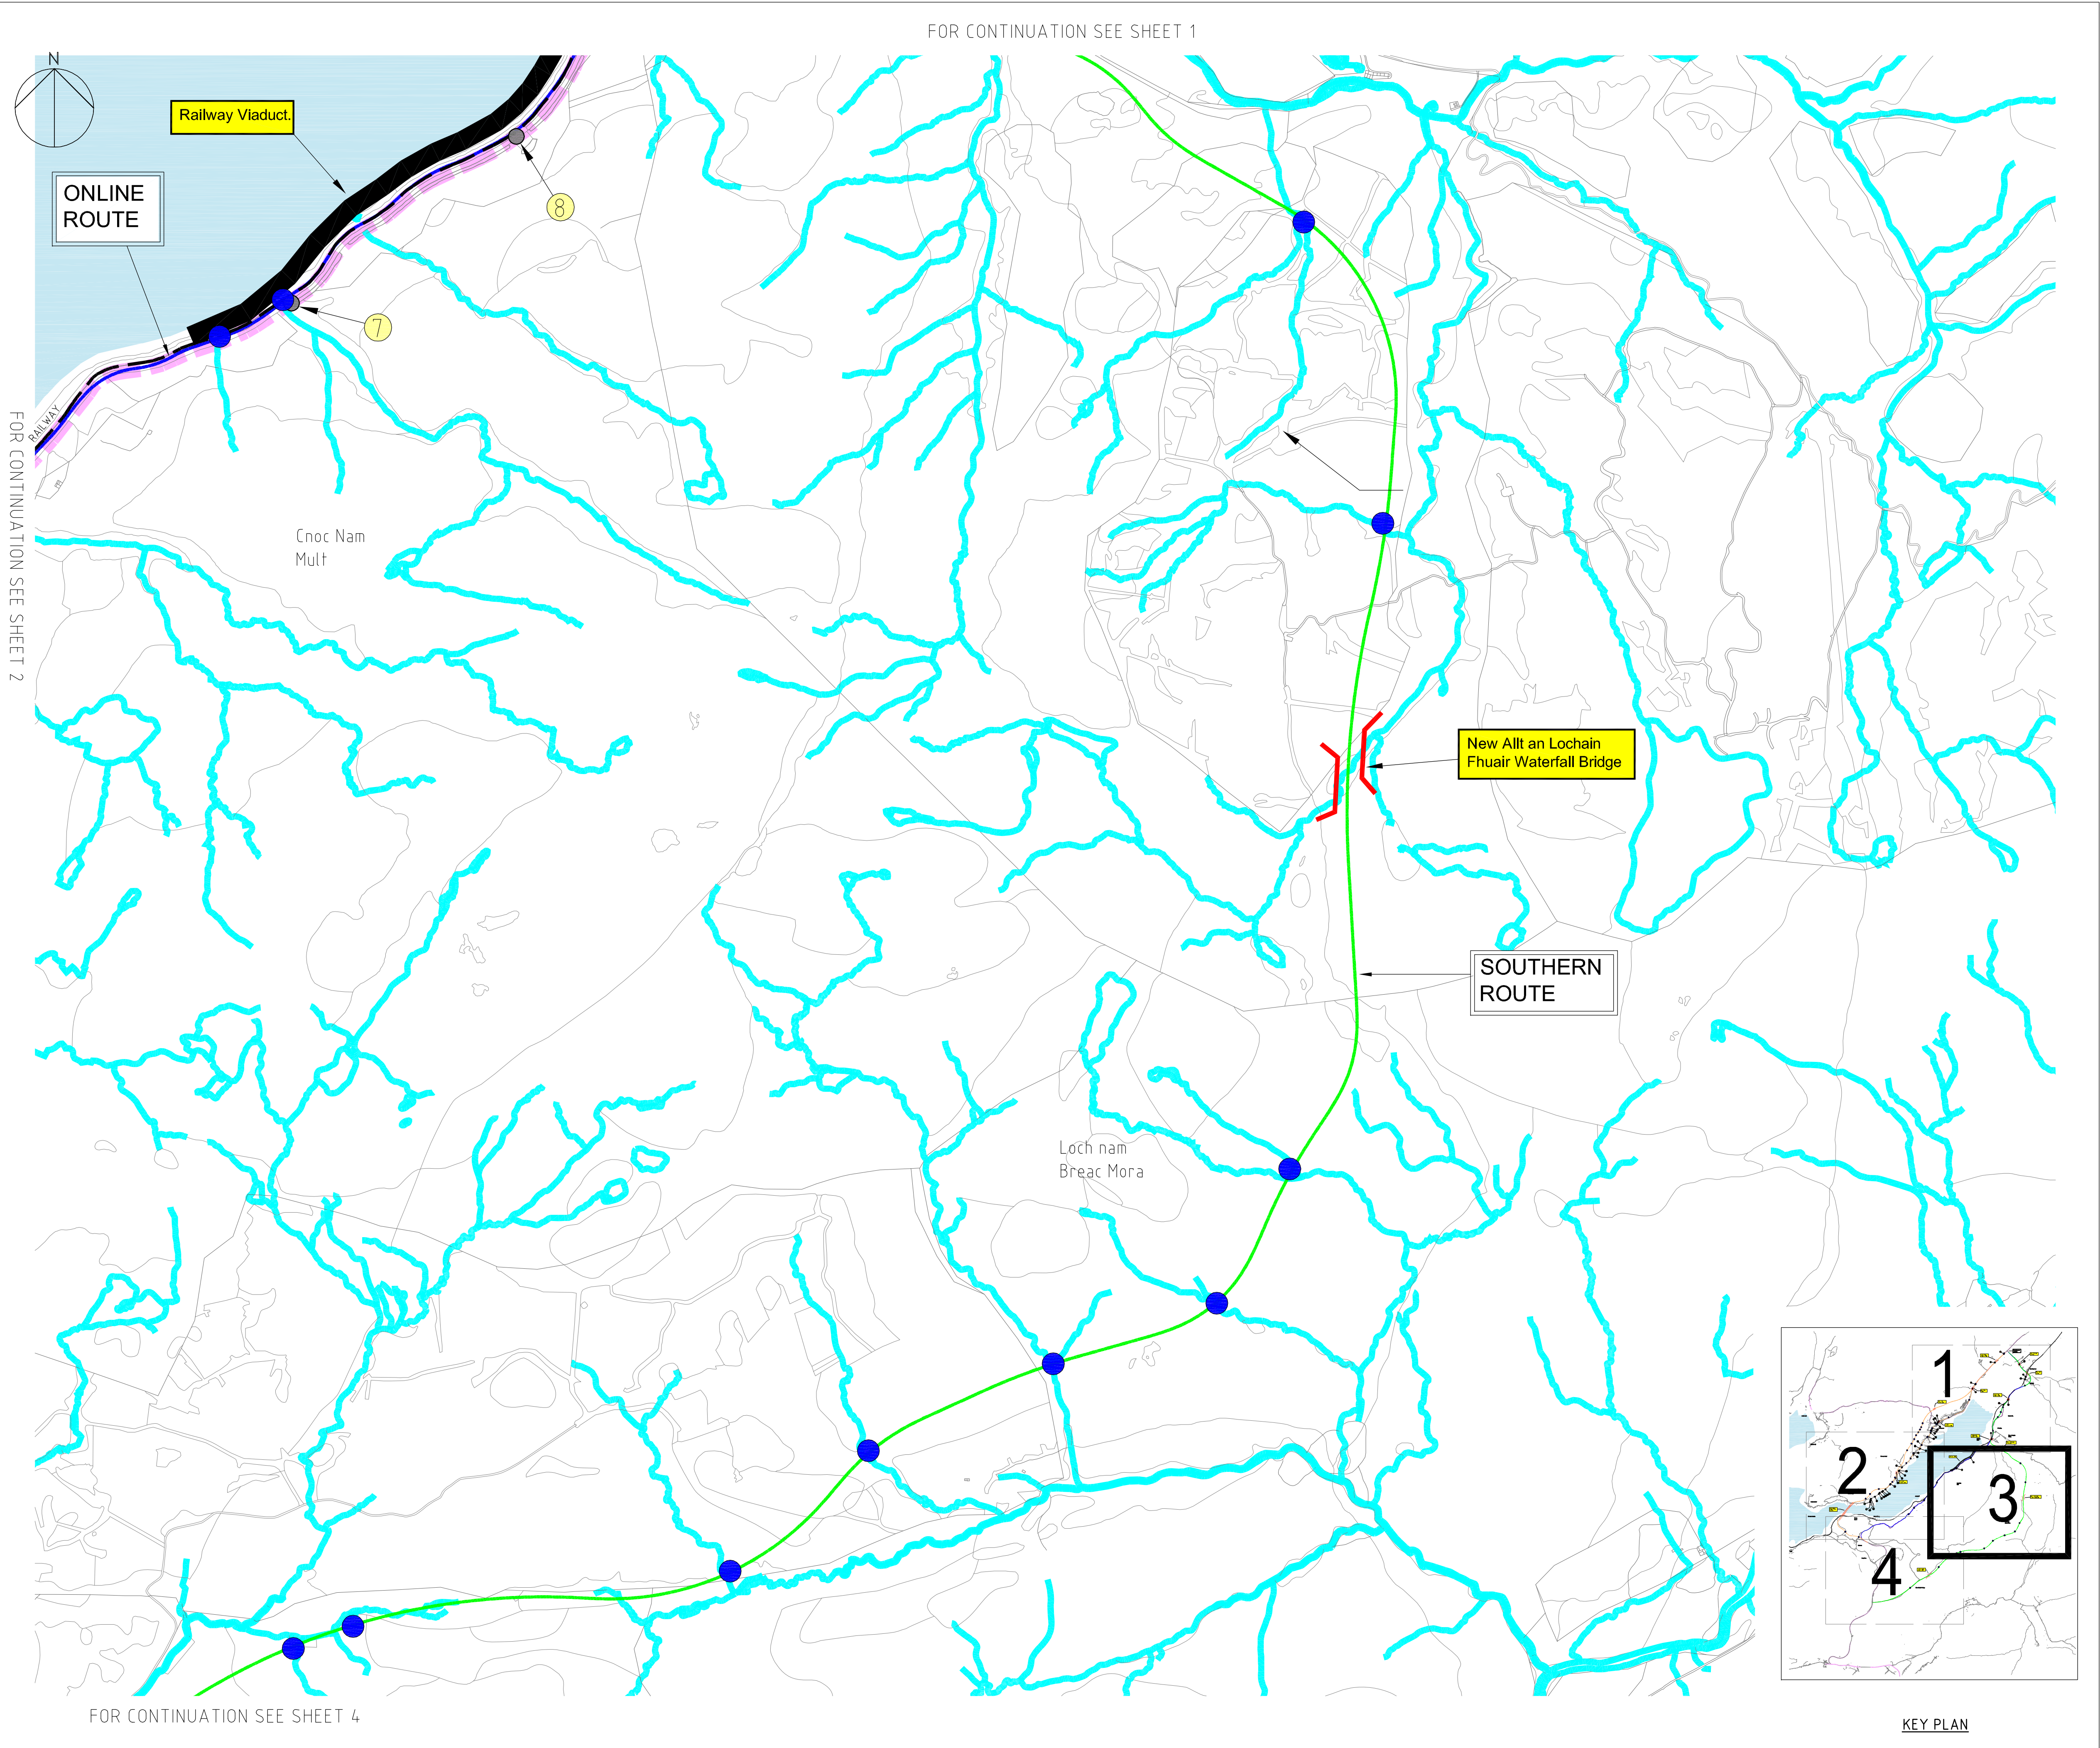 FOR CONTINUATION SEE SHEET 1
N
Railway Viaduct.
ONLINE
ROUTE
8
7
RAILWAY
FOR CONTINUATION SEE SHEET 2
Cnoc Nam
Mult
New Allt an Lochain
Fhuair Waterfall Bridge
SOUTHERN
ROUTE
Loch nam
Breac Mora
1
2
3
4
FOR CONTINUATION SEE SHEET 4
KEY PLAN